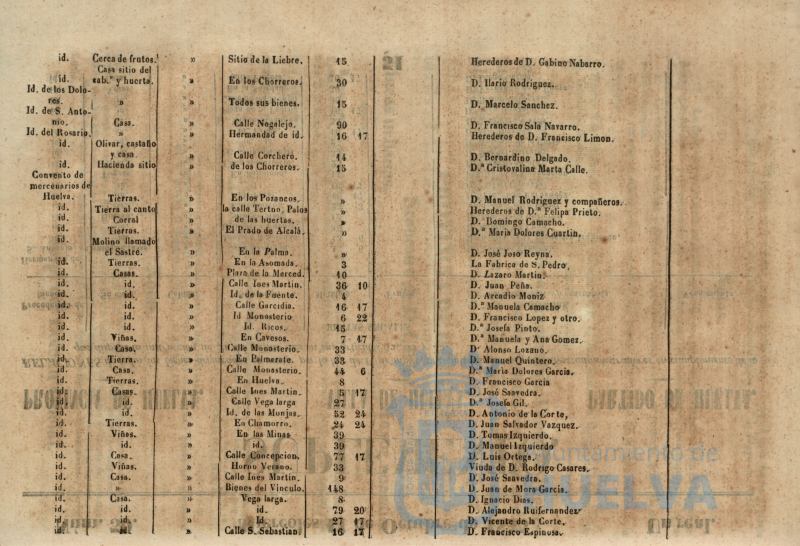 id. Cerca de frutos. » Sitio de la Liebre. 15 Herederos de D. Gabino Nabarro.
Casa sitio del
id. cab.º y huerta. » En los Chorreros. 30 D. Ilario Rodriguez.
Id. de los Dolo-
res. » » Todos sus bienes. 15 D. Marcelo Sanchez.
Id. de S. Anto-
nio. Casa. » Calle Nogalejo. 90 D. Francisco Sala Navarro.
Id. del Rosario. » » Hermandad de id. 16 17 Herederos de D. Francisco Limon.
id. Olivar, castaño
y casa. » Calle Corchero. 14 D. Bernardino Delgado.
id. Hacienda sitio » de los Chorreros. 15 D.ª Cristovalina Marta Calle.
Convento de
mercenarios de
Huelva. Tierras. » En los Pozancos. » D. Manuel Rodriguez y compañeros.
id. Tierra al canto » la calle Tertno, Palos » Herederos de D.ª Felipa Prieto.
id. Corral » de las huertas. » D. Domingo Camacho.
id. Tierras. » El Prado de Alcalá. » D.ª Maria Dolores Cuartin.
id. Molino llamado
el Sastré. » En la Palma. » D. José Joso Reyna.
id. Tierras. » En la Asomada. 3 La Fabrica de S. Pedro.
id. Casas. » Plaza de la Merced. 10 D. Lazaro Martin.
id. id. » Calle Ines Martin. 36 10 D. Juan Peña.
id. id. » Id. de la Fuente. 4 D. Arcadio Moniz
id. id. » Calle Garcidia. 16 17 D.ª Manuela Camacho
id. id. » Id Monasterio 6 22 D. Francisco Lopez y otro.
id. id. » Id. Ricos. 15 D.ª Josefa Pinto.
id. Viñas. » En Cavesos. 7 17 D.ª Manuela y Ana Gomez.
id. Casa. » Calle Monasterio. 33 D. Alonso Lozano.
id. Tierra. » En Palmerate. 33 D. Manuel Quintero.
id. Casa. » Calle Monasterio. 44 6 D.ª Maria Dolores Garcia.
id. Tierras. » En Huelva. 8 D. Francisco Garcia
id. Casas. » Calle Ines Martin. 5 17 D. José Saavedra.
id. id. » Calle Vega larga 27 D.ª Josefa Gil.
id. id. » Id. de las Monjas. 52 24 D. Antonio de la Corte,
id. Tierras. » En Chamorro. 24 24 D. Juan Salvador Vazquez.
id. Viñas. » En las Minas 39 D. Tomas Izquierdo.
id. id. » id. 39 D. Manuel Izquierdo
id. Casa. » Calle Concepcion. 77 17 D. Luis Ortega.
id. Viñas. » Horno Verano. 33 Viuda de D. Rodrigo Casares.
id. Casa. » Calle Ines Martin. 9 D. José Saavedra.
id. » » Bienes del Vinculo. 148 D. Juan de Mora Garcia.
id. Casa. » Vega larga. 8 D. Ignacio Dias.
id. id. » id. 79 20 D. Alejandro Ruifernandez
id. id. » Id. 27 17 D. Vicente de la Corte.
id. id. » Calle S. Sebastian. 16 17 D. Francisco Espinosa.
Ayuntamiento de
HUELVA